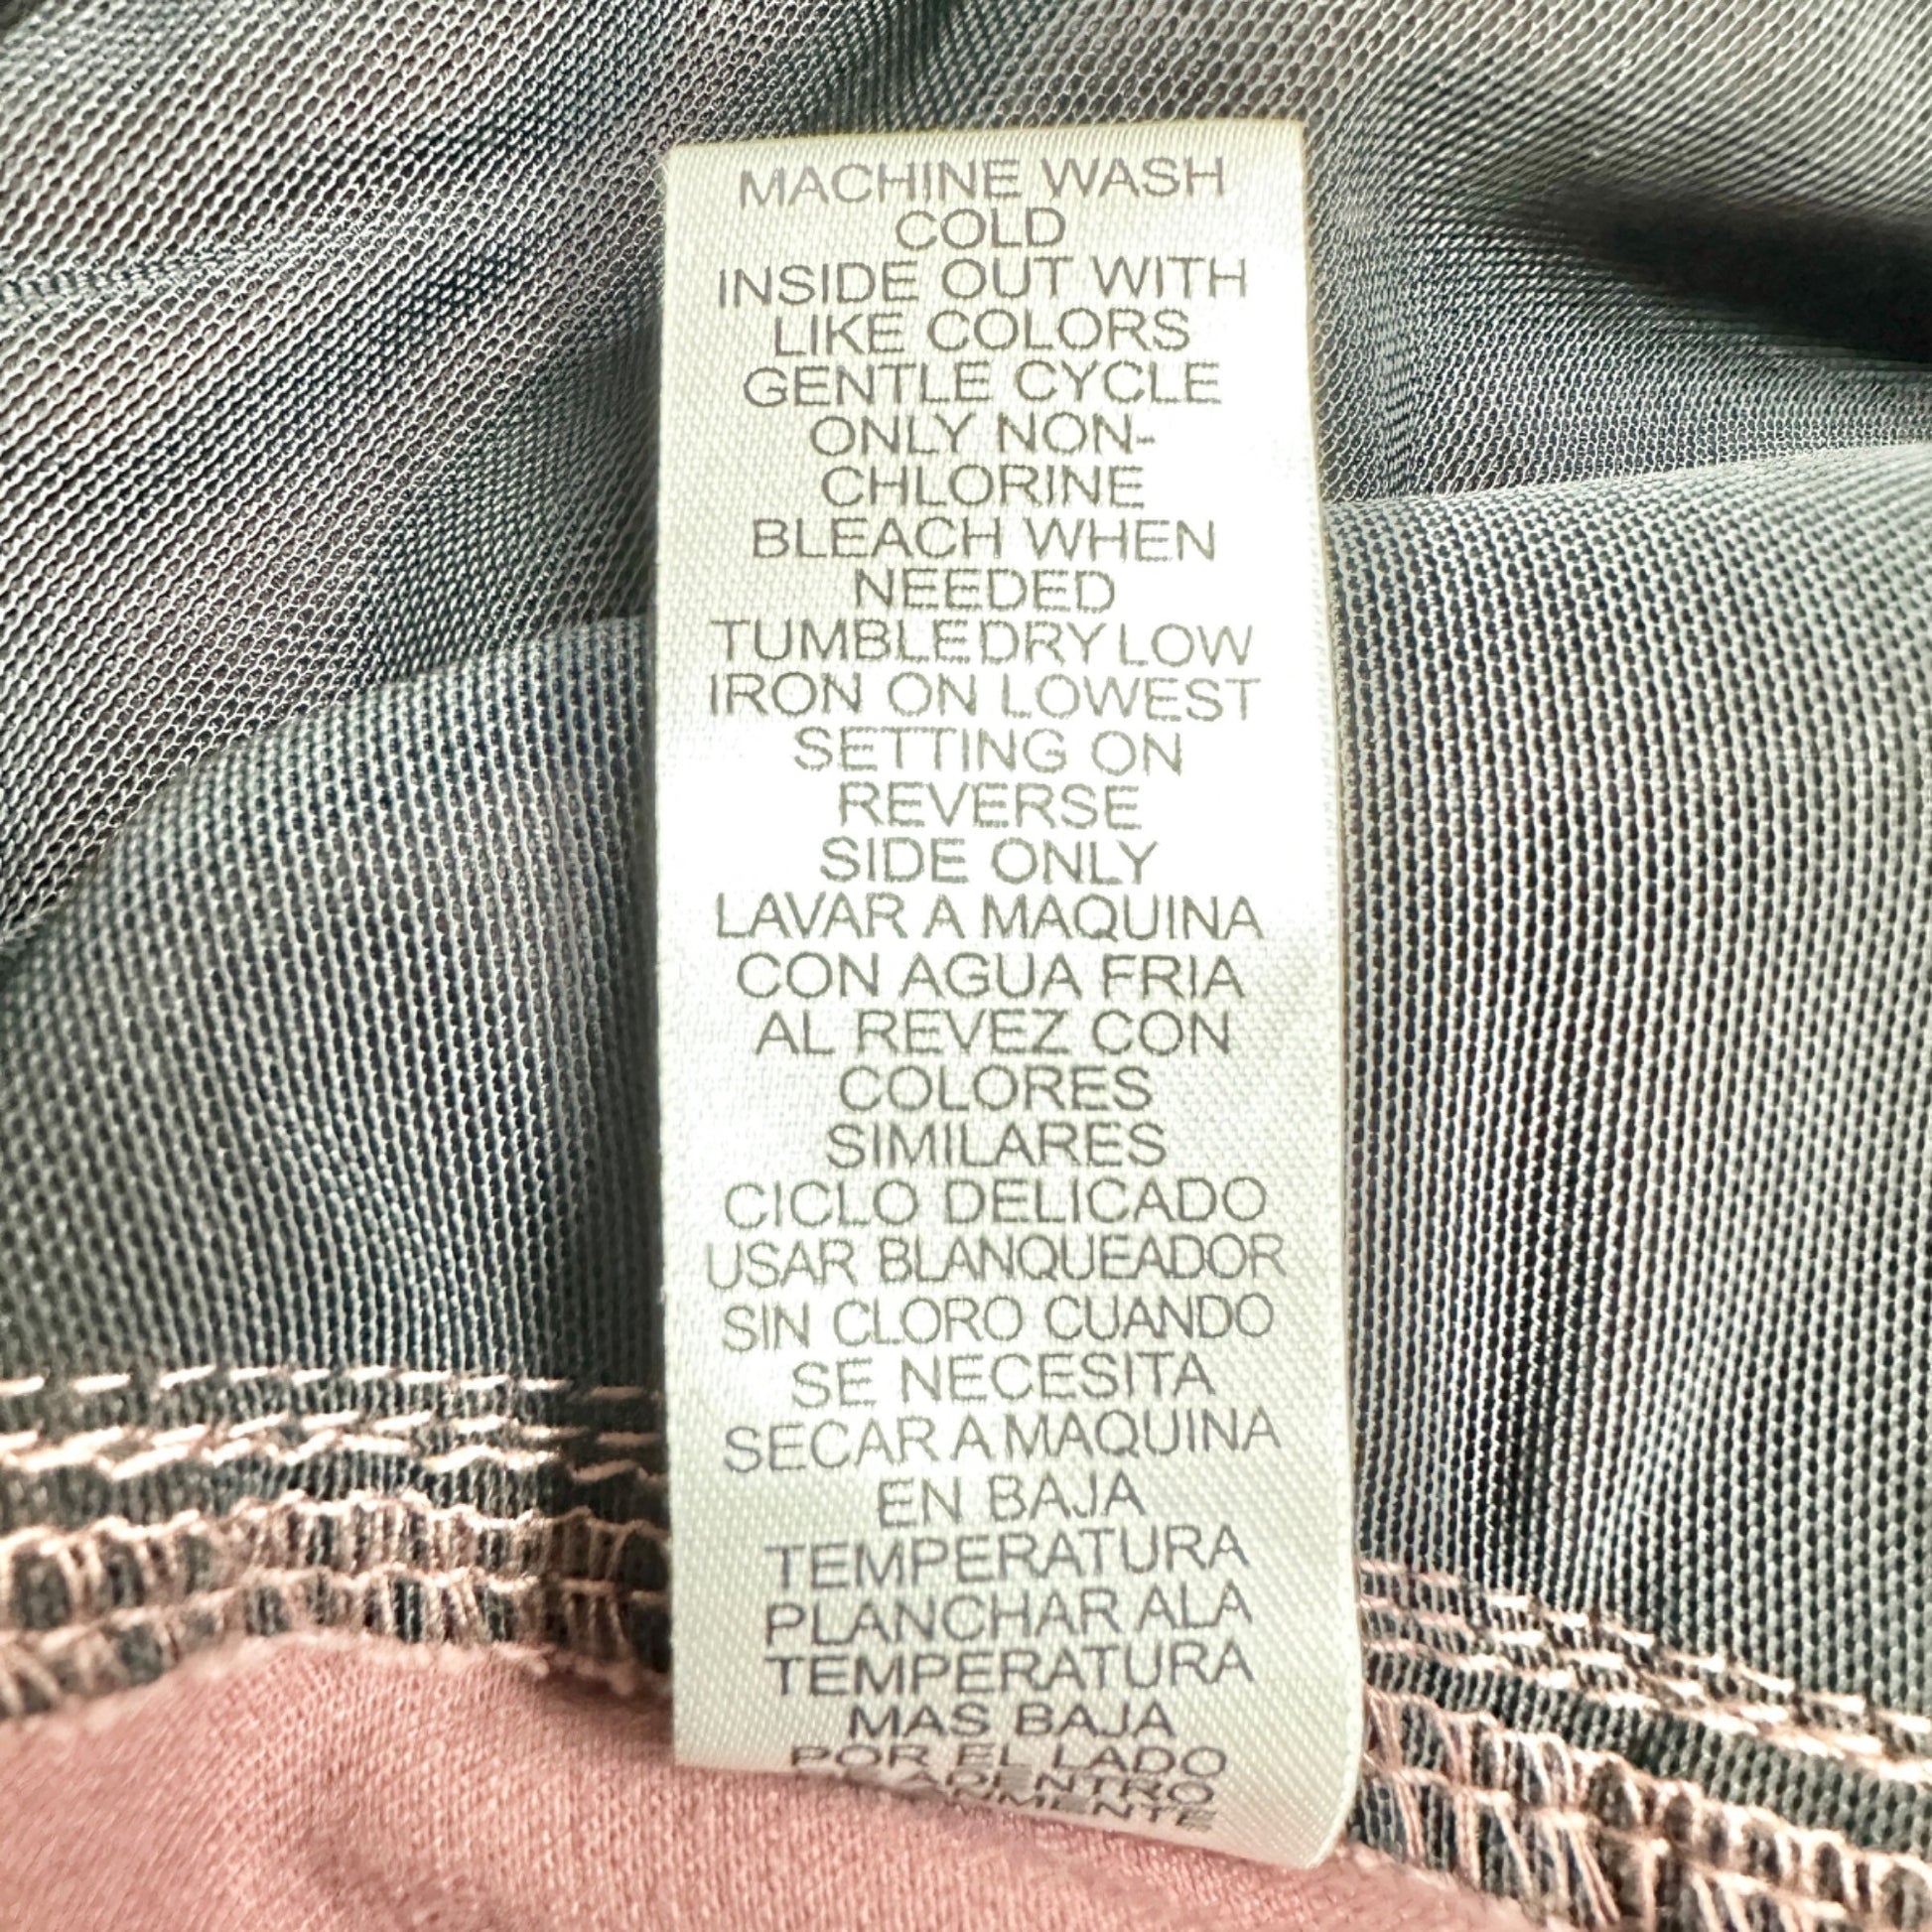 MACHINE WASH
COLD
INSIDE OUT WITH
LIKE COLORS
GENTLE CYCLE
ONLY NON-
CHLORINE
BLEACH WHEN
NEEDED
TUMBLE DRY LOW
IRON ON LOWEST
SETTING ON
REVERSE
SIDE ONLY
LAVAR A MAQUINA
CON AGUA FRIA
AL REVEZ CON
COLORES
SIMILARES
CICLO DELICADO
USAR BLANQUEADOR
SIN CLORO CUANDO
SE NECESITA
SECAR A MAQUINA
EN BAJA
TEMPERATURA
PLANCHAR ALA
TEMPERATURA
MAS BAJA
POR EL LADO
ADENTRO